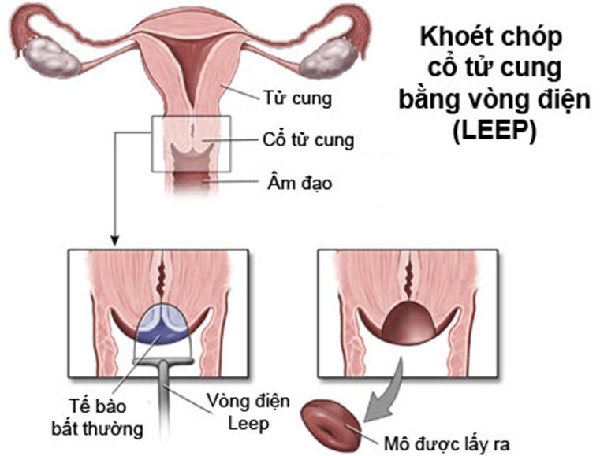 Khoét chóp
cổ tử cung
bằng vòng điện
(LEEP)
Tử cung
Cổ tử cung
Âm đạo
Tế bào
bất thường
Vòng điện
Leep
Mô được lấy ra